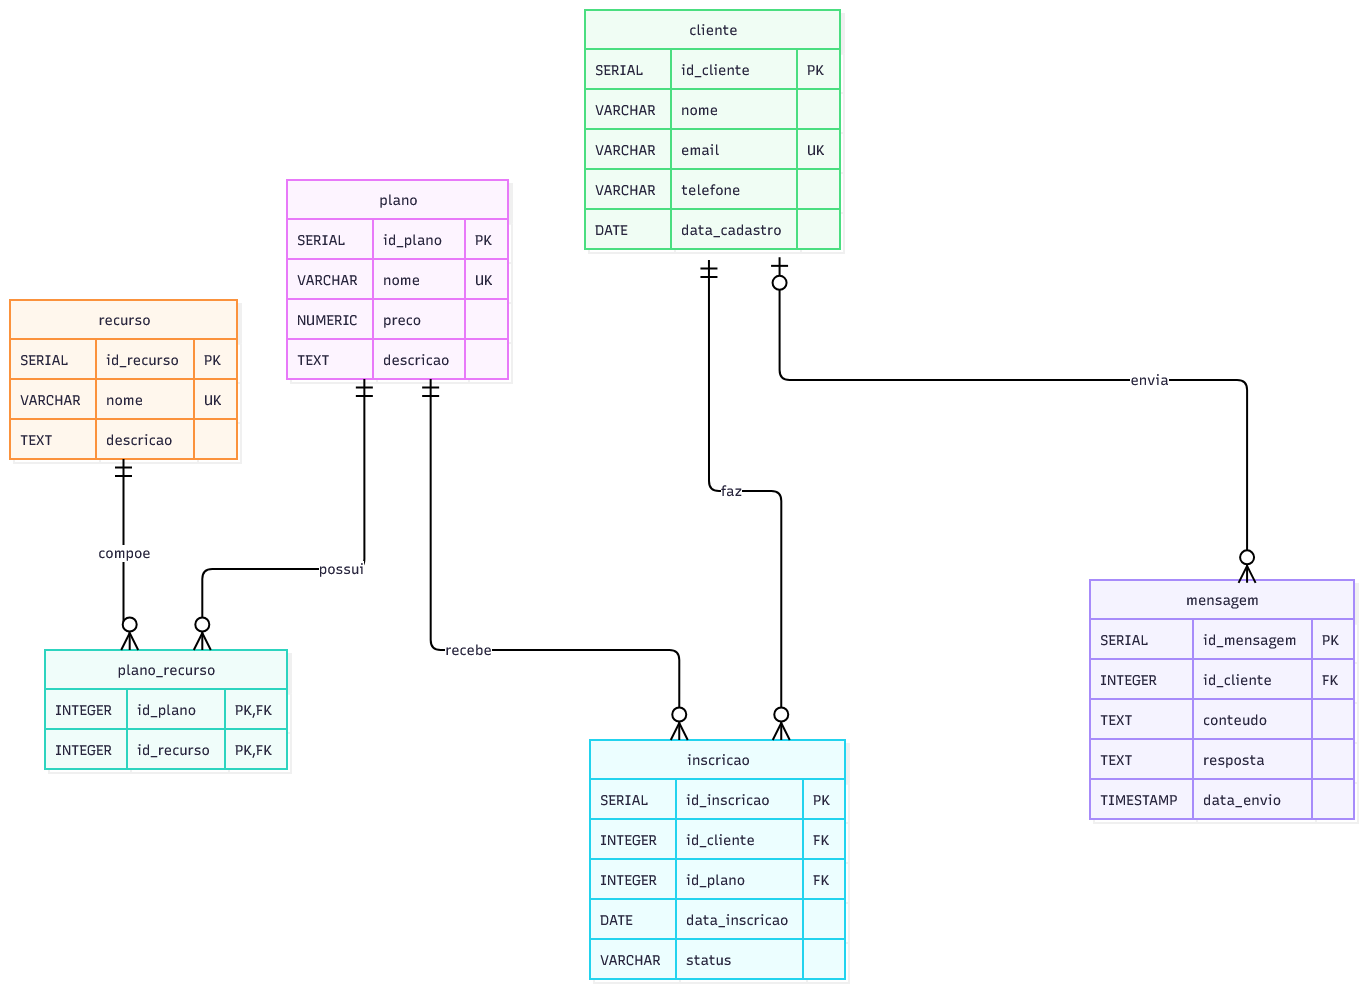 cliente
SERIAL id_cliente PK
VARCHAR nome
VARCHAR email UK
VARCHAR telefone
DATE data_cadastro
plano
SERIAL id_plano PK
VARCHAR nome UK
NUMERIC preco
TEXT descricao
recurso
SERIAL id_recurso PK
VARCHAR nome UK
TEXT descricao
envia
faz
compoe
possui
recebe
plano_recurso
INTEGER id_plano PK,FK
INTEGER id_recurso PK,FK
mensagem
SERIAL id_mensagem PK
INTEGER id_cliente FK
TEXT conteudo
TEXT resposta
TIMESTAMP data_envio
inscricao
SERIAL id_inscricao PK
INTEGER id_cliente FK
INTEGER id_plano FK
DATE data_inscricao
VARCHAR status